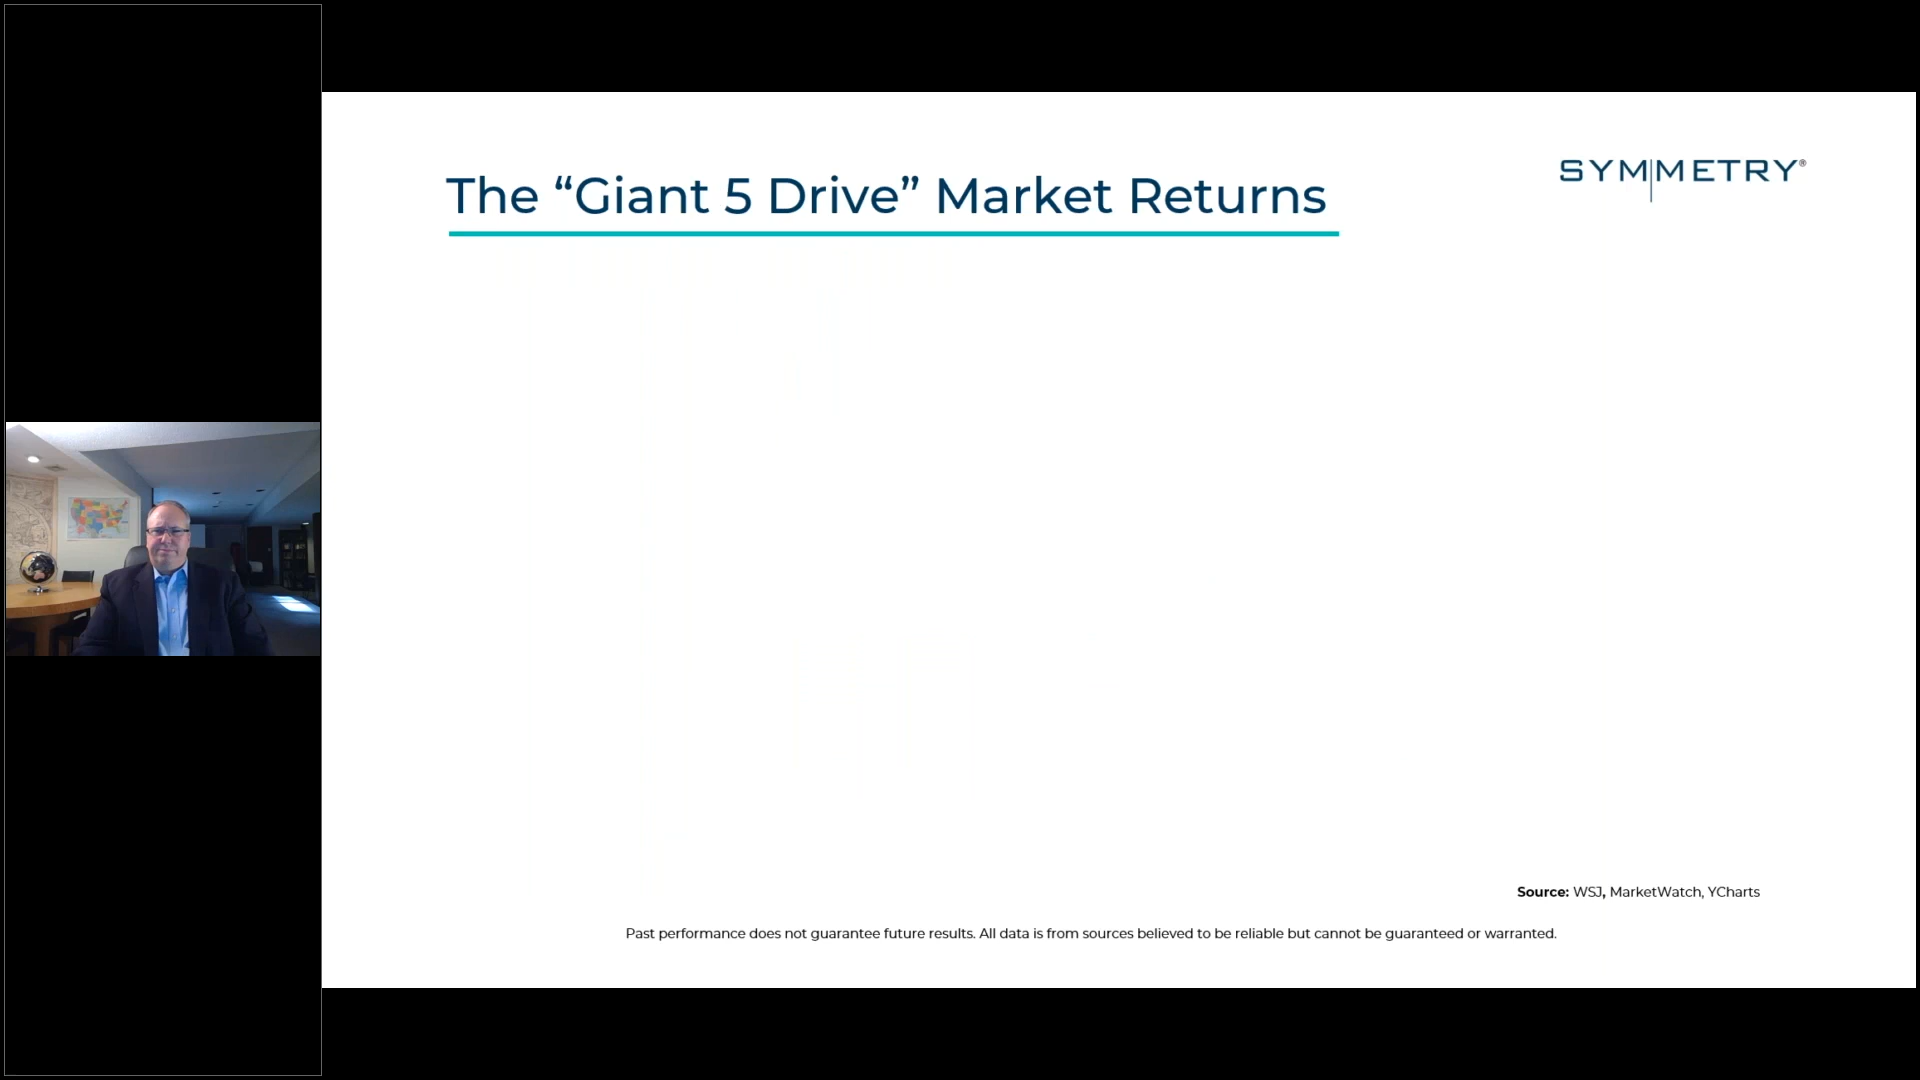 The “Giant 5 Drive” Market Returns
SYMMETRY®
Source: WSJ, MarketWatch, YCharts
Past performance does not guarantee future results. All data is from sources believed to be reliable but cannot be guaranteed or warranted.